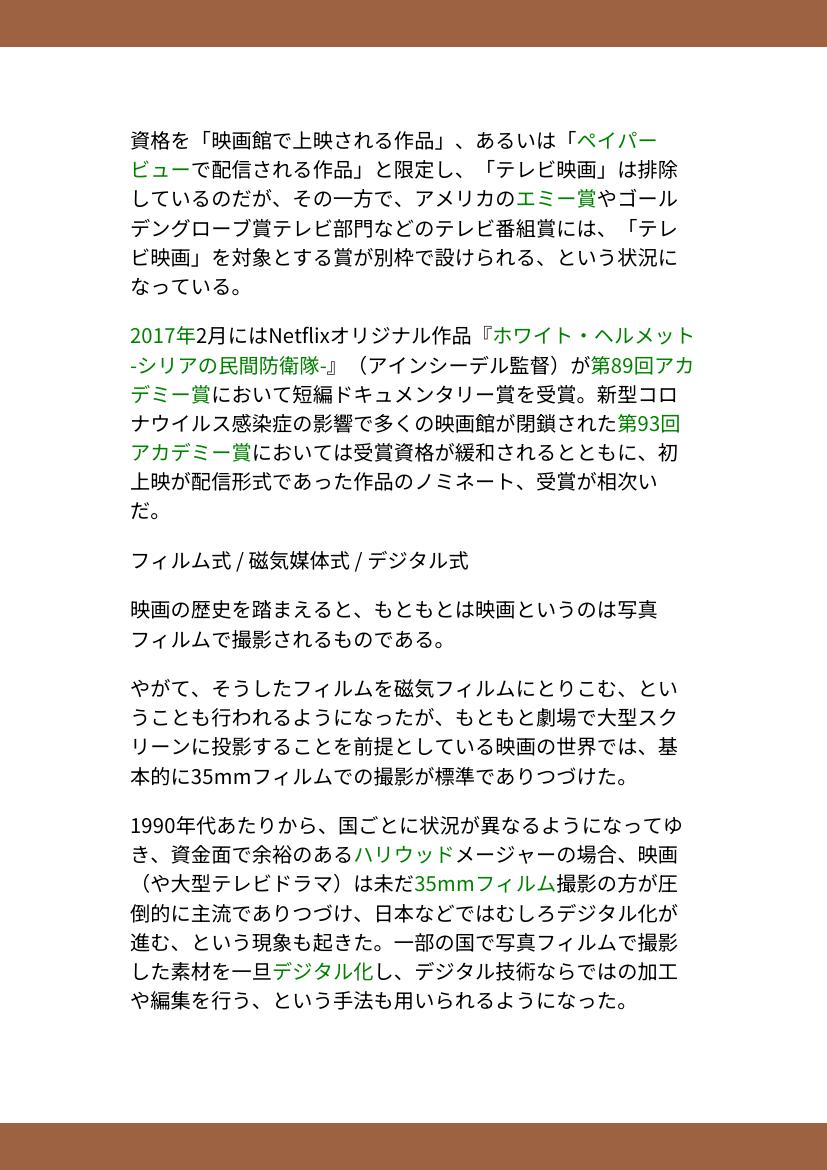 資格を「映画館で上映される作品」、あるいは「ペイパー
ビューで配信される作品」と限定し、「テレビ映画」は排除
しているのだが、その一方で、アメリカのエミー賞やゴール
デングローブ賞テレビ部門などのテレビ番組賞には、「テレ
ビ映画」を対象とする賞が別枠で設けられる、という状況に
なっている。
2017年2月にはNetflixオリジナル作品『ホワイト・ヘルメット
-シリアの民間防衛隊-』（アインシーデル監督）が第89回アカ
デミー賞において短編ドキュメンタリー賞を受賞。新型コロ
ナウイルス感染症の影響で多くの映画館が閉鎖された第93回
アカデミー賞においては受賞資格が緩和されるとともに、初
上映が配信形式であった作品のノミネート、受賞が相次い
だ。
フィルム式 / 磁気媒体式 / デジタル式
映画の歴史を踏まえると、もともとは映画というのは写真
フィルムで撮影されるものである。
やがて、そうしたフィルムを磁気フィルムにとりこむ、とい
うことも行われるようになったが、もともと劇場で大型スク
リーンに投影することを前提としている映画の世界では、基
本的に35mmフィルムでの撮影が標準でありつづけた。
1990年代あたりから、国ごとに状況が異なるようになってゆ
き、資金面で余裕のあるハリウッドメージャーの場合、映画
（や大型テレビドラマ）は未だ35mmフィルム撮影の方が圧
倒的に主流でありつづけ、日本などではむしろデジタル化が
進む、という現象も起きた。一部の国で写真フィルムで撮影
した素材を一旦デジタル化し、デジタル技術ならではの加工
や編集を行う、という手法も用いられるようになった。